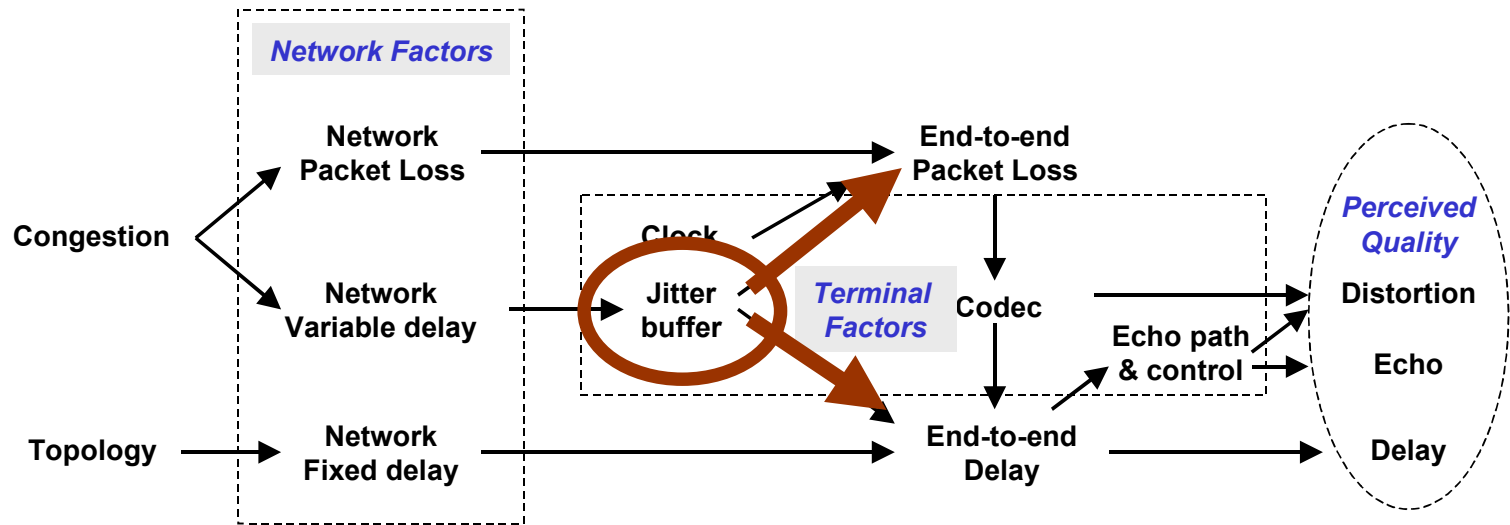 Network Factors
Network
Packet Loss
End-to-end
Packet Loss
Perceived
Quality
Congestion
Clock
Network
Variable delay
Jitter
buffer
Terminal
Factors
Codec
Distortion
Echo path
& control
Echo
Topology
Network
Fixed delay
End-to-end
Delay
Delay